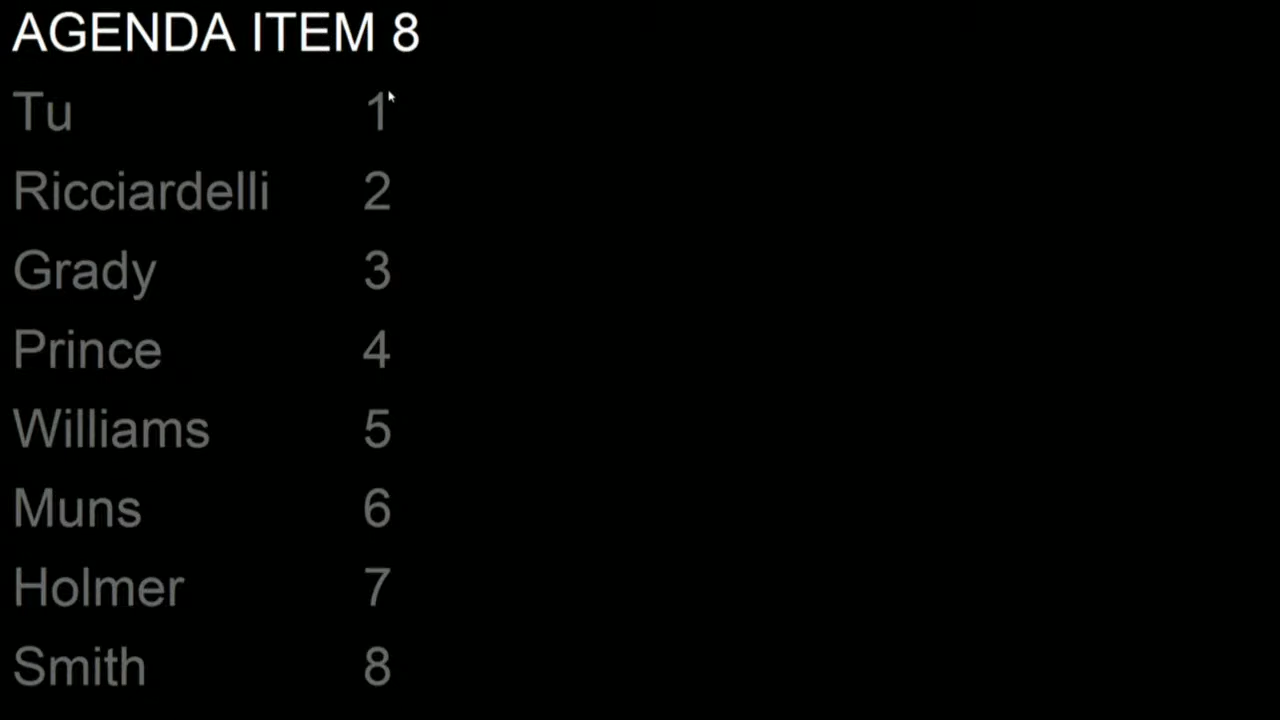 AGENDA ITEM 8
Tu 1
Ricciardelli 2
Grady 3
Prince 4
Williams 5
Muns 6
Holmer 7
Smith 8